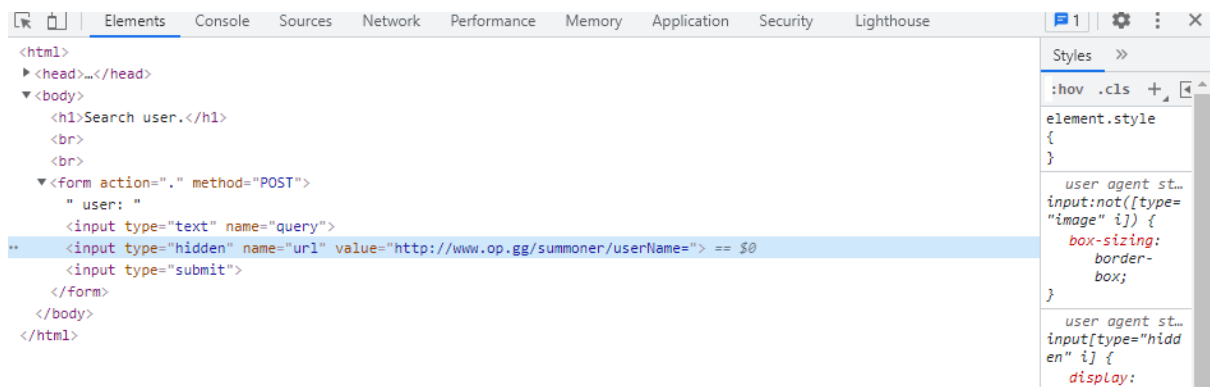 Elements Console Sources Network Performance Memory Application Security Lighthouse 1
<html>
<head>…</head>
<body>
<h1>Search user.</h1>
<br>
<br>
<form action="." method="POST">
" user: "
<input type="text" name="query">
<input type="hidden" name="url" value="http://www.op.gg/summoner/userName="> == $0
<input type="submit">
</form>
</body>
</html>
Styles »
:hov .cls +
element.style
{
}
user agent st…
input:not([type=
"image" i]) {
box-sizing:
border-
box;
}
user agent st…
input[type="hidd
en" i] {
display: